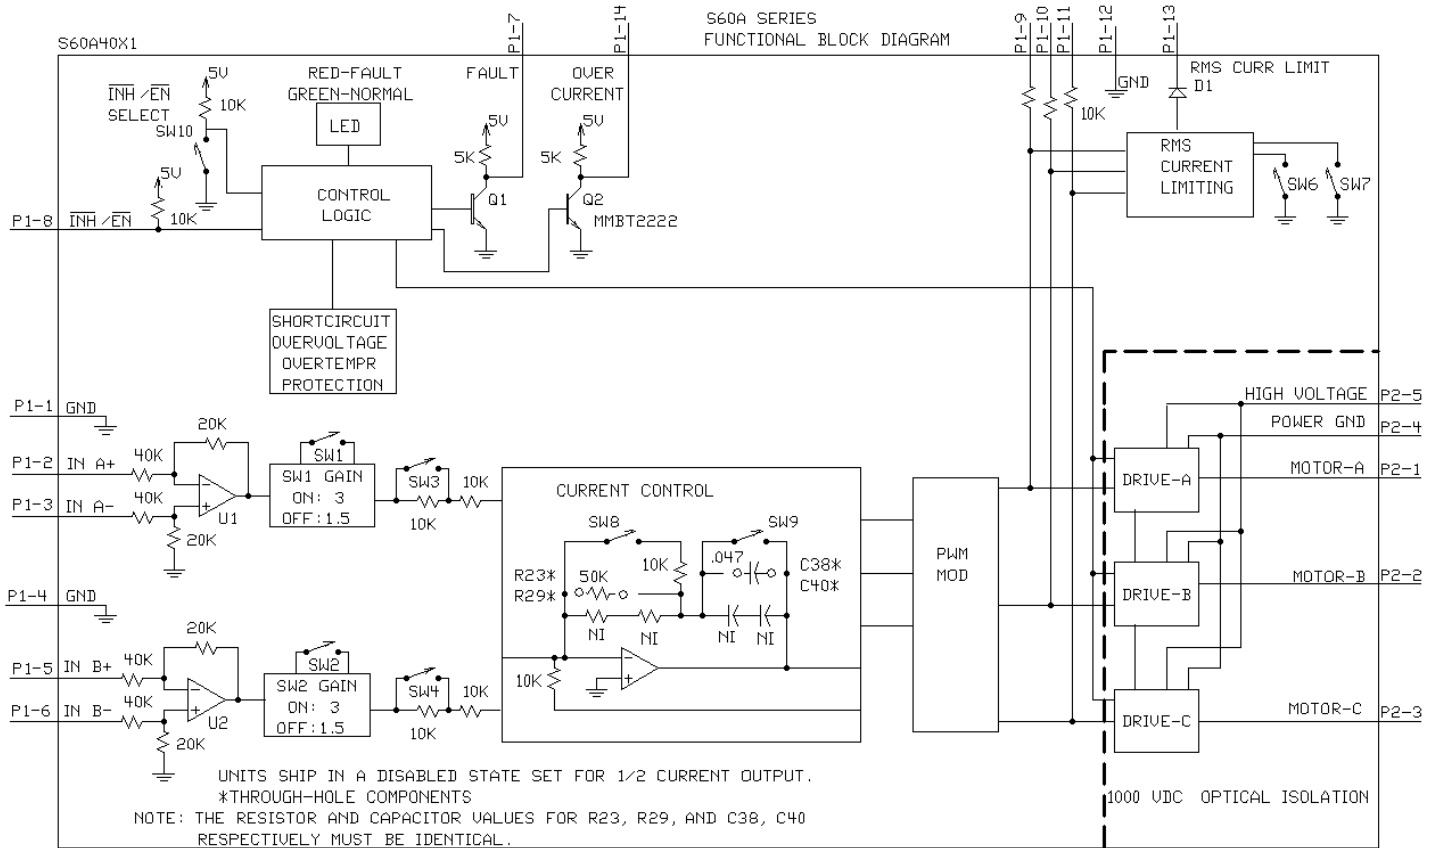 S60A SERIES
FUNCTIONAL BLOCK DIAGRAM
S60A40X1
P1-7
P1-14
P1-9
P1-10
P1-11
P1-12
P1-13
5V
INH/EN
SELECT
10K
SW10
RED-FAULT
GREEN-NORMAL
LED
FAULT
5V
5K
Q1
OVER
CURRENT
5V
5K
Q2
MMBT2222
10K
GND
RMS CURR LIMIT
D1
RMS
CURRENT
LIMITING
SW6
SW7
5V
10K
P1-8
INH/EN
CONTROL
LOGIC
SHORTCIRCUIT
OVERVOLTAGE
OVERTEMPR
PROTECTION
P1-1
GND
P1-2
IN A+
40K
20K
P1-3
IN A-
40K
20K
U1
SW1
SW1 GAIN
ON: 3
OFF:1.5
SW3
10K
10K
P1-4
GND
P1-5
IN B+
40K
20K
P1-6
IN B-
40K
20K
U2
SW2
SW2 GAIN
ON: 3
OFF:1.5
SW4
10K
10K
CURRENT CONTROL
SW8
SW9
R23*
R29*
50K
10K
.047
C38*
C40*
NI
NI
NI
NI
10K
PWM
MOD
HIGH VOLTAGE
P2-5
POWER GND
P2-4
DRIVE-A
MOTOR-A
P2-1
DRIVE-B
MOTOR-B
P2-2
DRIVE-C
MOTOR-C
P2-3
1000 VDC OPTICAL ISOLATION
UNITS SHIP IN A DISABLED STATE SET FOR 1/2 CURRENT OUTPUT.
*THROUGH-HOLE COMPONENTS
NOTE: THE RESISTOR AND CAPACITOR VALUES FOR R23, R29, AND C38, C40
RESPECTIVELY MUST BE IDENTICAL.